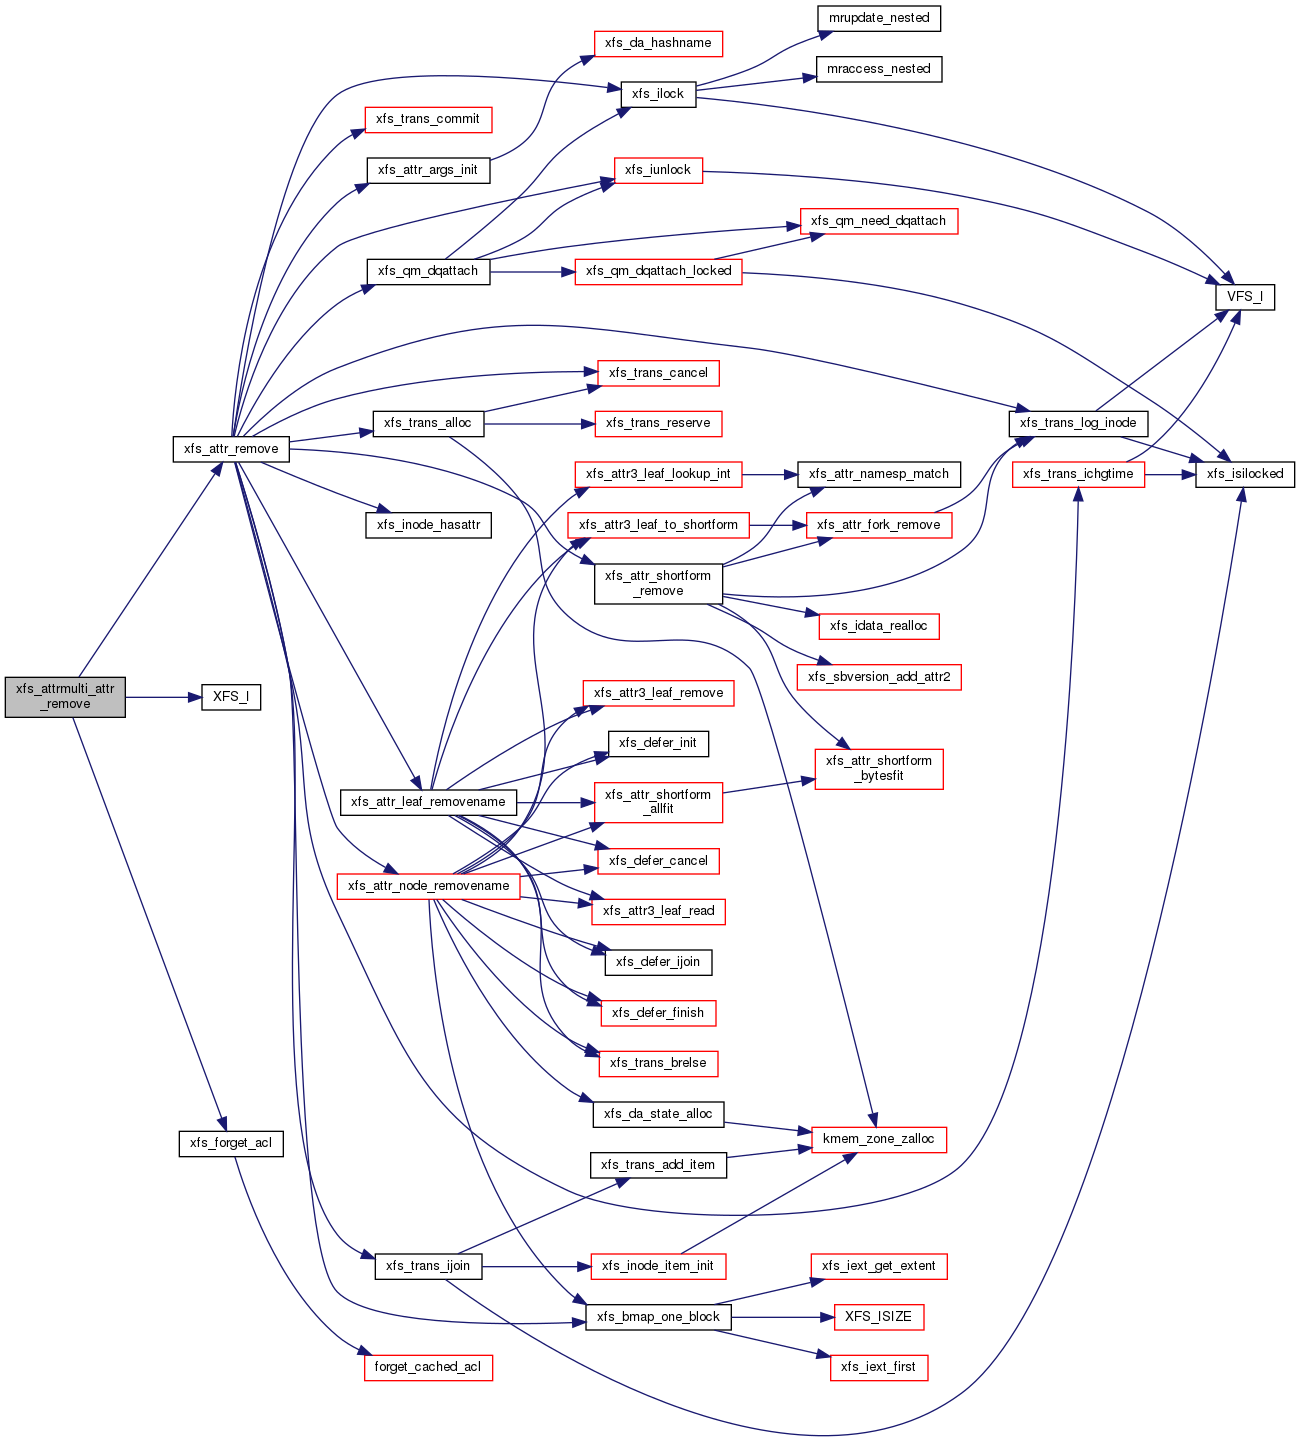 mrupdate_nested
xfs_da_hashname
mraccess_nested
xfs_ilock
xfs_trans_commit
xfs_attr_args_init
xfs_iunlock
xfs_qm_need_dqattach
xfs_qm_dqattach
xfs_qm_dqattach_locked
VFS_I
xfs_trans_cancel
xfs_trans_alloc
xfs_trans_reserve
xfs_trans_log_inode
xfs_attr_remove
xfs_attr3_leaf_lookup_int
xfs_attr_namesp_match
xfs_trans_ichgtime
xfs_isilocked
xfs_inode_hasattr
xfs_attr3_leaf_to_shortform
xfs_attr_fork_remove
xfs_attr_shortform
_remove
xfs_idata_realloc
xfs_sbversion_add_attr2
xfs_attrmulti_attr
_remove
XFS_I
xfs_attr3_leaf_remove
xfs_defer_init
xfs_attr_shortform
_bytesfit
xfs_attr_leaf_removename
xfs_attr_shortform
_allfit
xfs_defer_cancel
xfs_attr_node_removename
xfs_attr3_leaf_read
xfs_defer_ijoin
xfs_defer_finish
xfs_trans_brelse
xfs_da_state_alloc
xfs_forget_acl
kmem_zone_zalloc
xfs_trans_add_item
xfs_trans_ijoin
xfs_inode_item_init
xfs_iext_get_extent
xfs_bmap_one_block
XFS_ISIZE
forget_cached_acl
xfs_iext_first